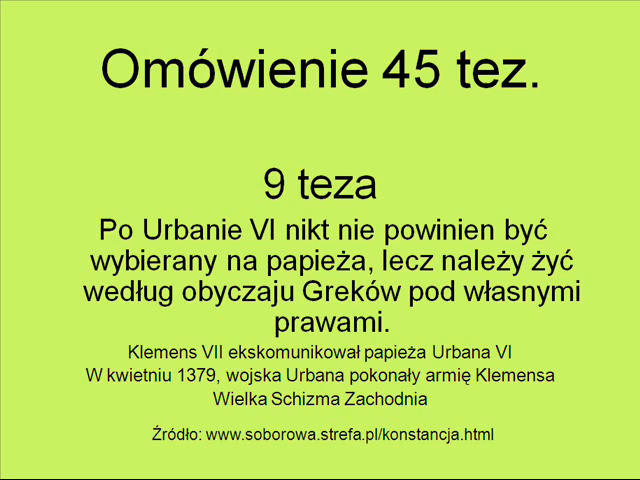 Omówienie 45 tez.
9 teza
Po Urbanie VI nikt nie powinien być
wybierany na papieża, lecz należy żyć
według obyczaju Greków pod własnymi
prawami.
Klemens VII ekskomunikował papieża Urbana VI
W kwietniu 1379, wojska Urbana pokonały armię Klemensa
Wielka Schizma Zachodnia
Źródło: www.soborowa.strefa.pl/konstancja.html